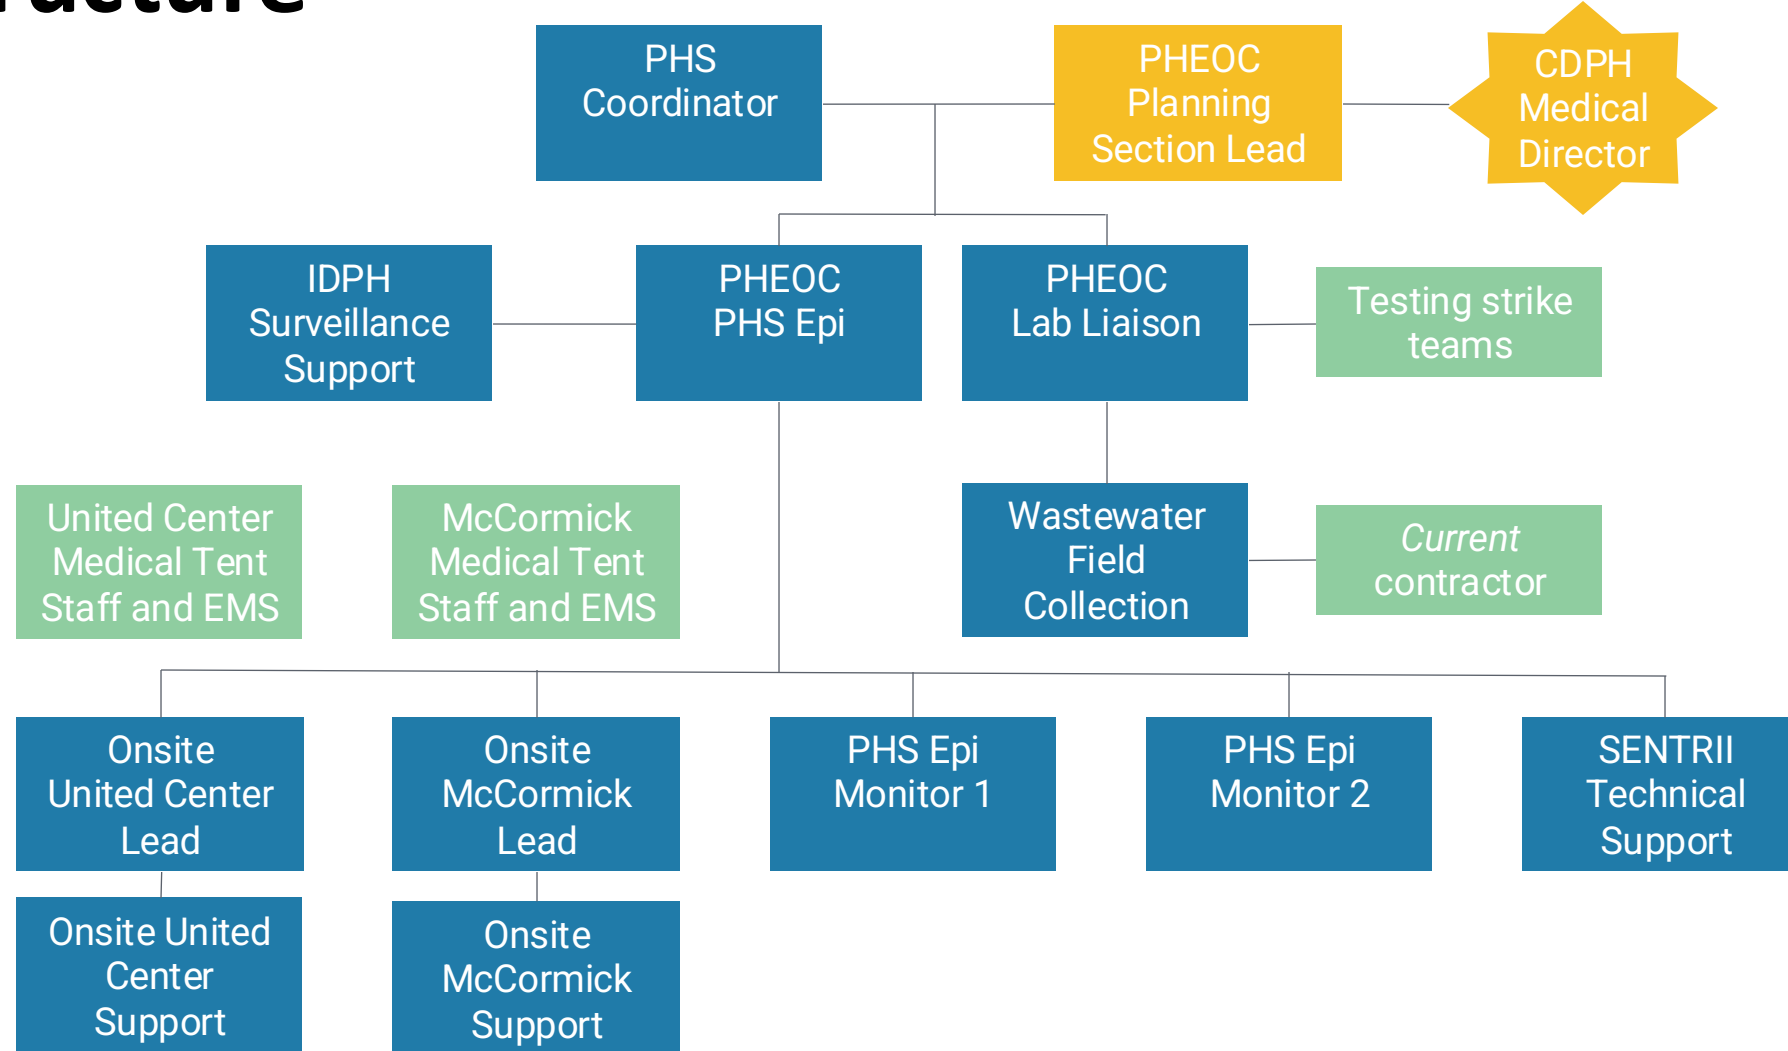 PHS
Coordinator
PHEOC
Planning
Section Lead
CDPH
Medical
Director
IDPH
Surveillance
Support
PHEOC
PHS Epi
PHEOC
Lab Liaison
Testing strike
teams
United Center
Medical Tent
Staff and EMS
McCormick
Medical Tent
Staff and EMS
Wastewater
Field
Collection
Current
contractor
Onsite
United Center
Lead
Onsite
McCormick
Lead
PHS Epi
Monitor 1
PHS Epi
Monitor 2
SENTRII
Technical
Support
Onsite United
Center
Support
Onsite
McCormick
Support